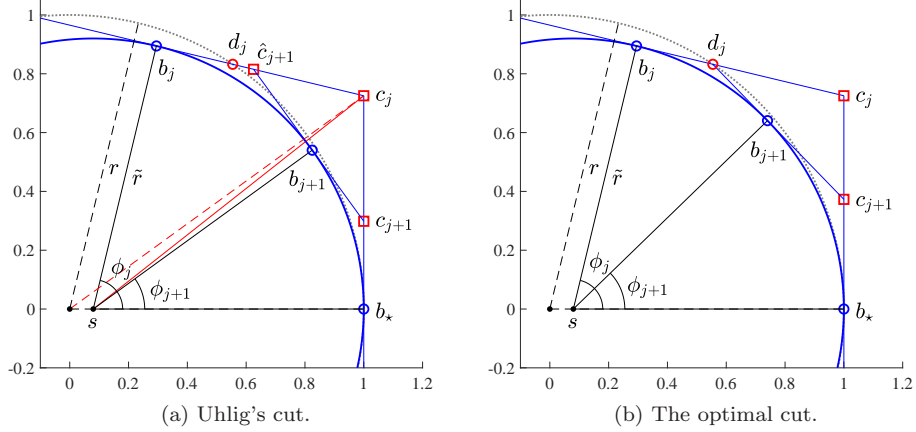 1
0.8
0.6
0.4
0.2
0
-0.2
0 0.2 0.4 0.6 0.8 1 1.2
d_j
ĉ_{j+1}
b_j
c_j
r
r̃
b_{j+1}
c_{j+1}
ϕ_j
ϕ_{j+1}
s
b_⋆
(a) Uhlig's cut.
1
0.8
0.6
0.4
0.2
0
-0.2
0 0.2 0.4 0.6 0.8 1 1.2
d_j
b_j
c_j
b_{j+1}
r
r̃
c_{j+1}
ϕ_j
ϕ_{j+1}
s
b_⋆
(b) The optimal cut.